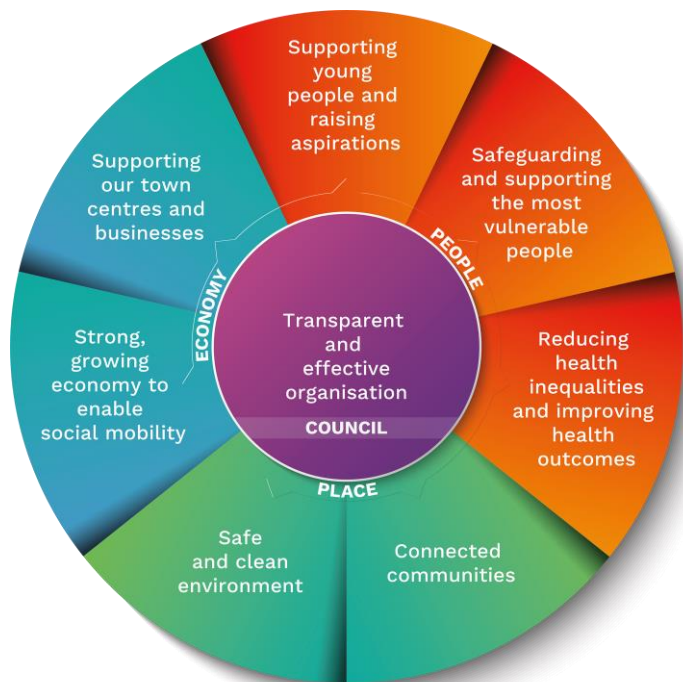 Supporting
young
people and
raising
aspirations
Safeguarding
and supporting
the most
vulnerable
people
Reducing
health
inequalities
and improving
health
outcomes
Connected
communities
Safe
and clean
environment
Strong,
growing
economy to
enable
social mobility
Supporting
our town
centres and
businesses
PEOPLE
PLACE
ECONOMY
Transparent
and
effective
organisation
COUNCIL